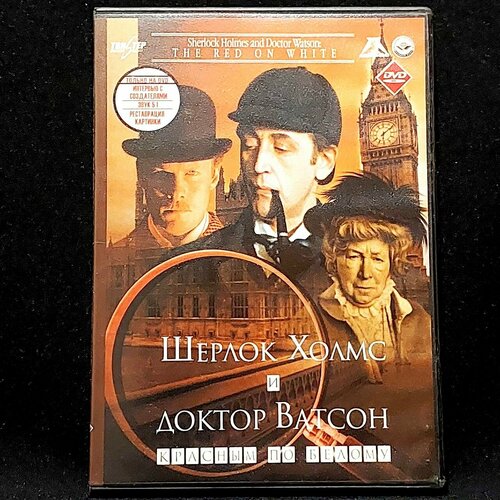 ТВИСТЕР
Sherlock Holmes and Doctor Watson:
THE RED ON WHITE
ТОЛЬКО НА DVD
ИНТЕРВЬЮ С
СОЗДАТЕЛЯМИ
ЗВУК 5.1
РЕСТАВРАЦИЯ
КАРТИНКИ
DVD
Шерлок Холмс
и
доктор Ватсон
КРАСНЫМ ПО БЕЛОМУ